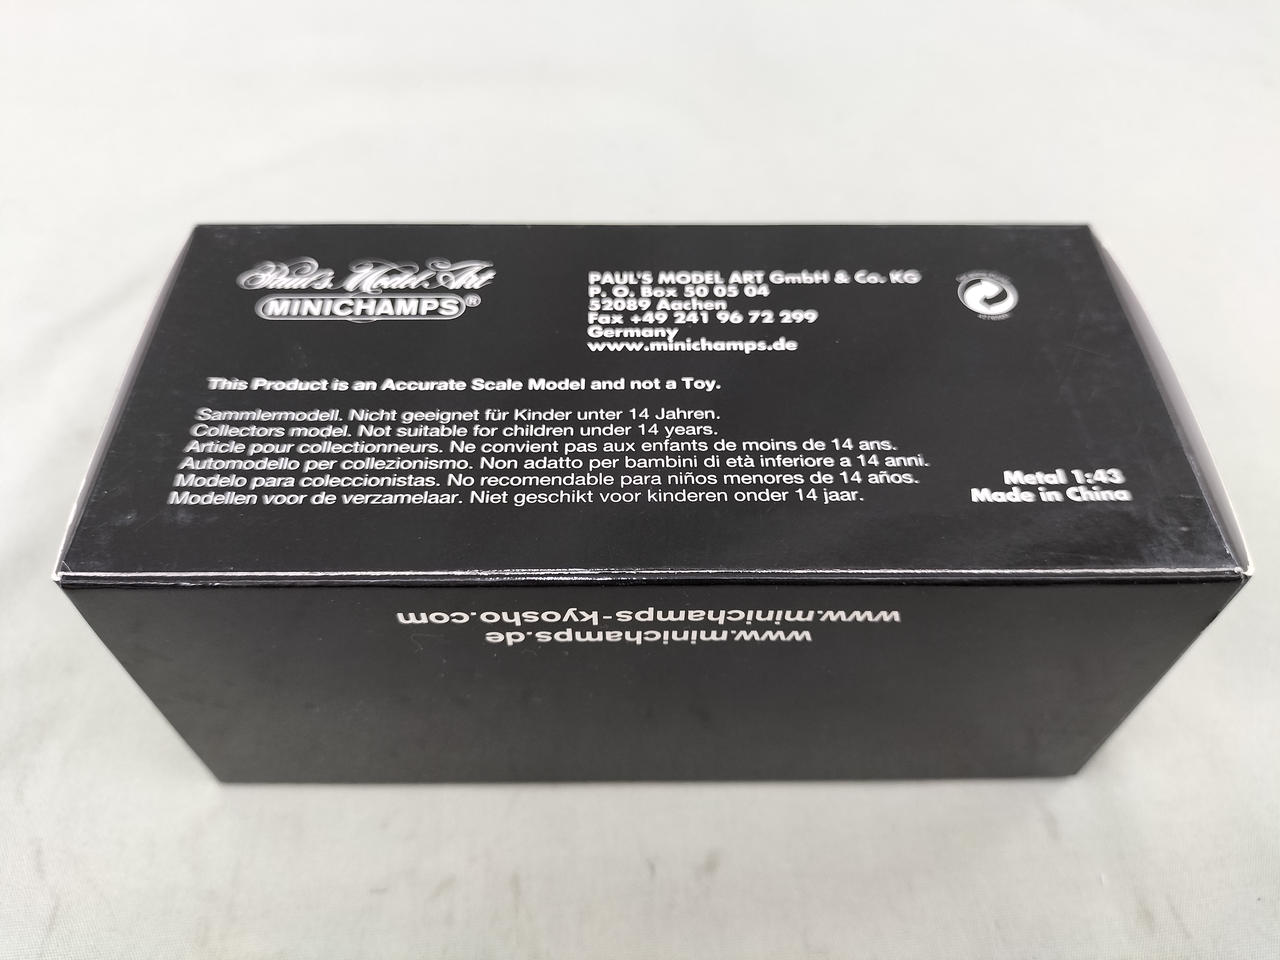 Paul's Model Art
MINICHAMPS®
PAUL'S MODEL ART GmbH & Co. KG
P. O. Box 50 05 04
52089 Aachen
Fax +49 241 96 72 299
Germany
www.minichamps.de
This Product is an Accurate Scale Model and not a Toy.
Sammlermodell. Nicht geeignet für Kinder unter 14 Jahren.
Collectors model. Not suitable for children under 14 years.
Article pour collectionneurs. Ne convient pas aux enfants de moins de 14 ans.
Automodello per collezionismo. Non adatto per bambini di età inferiore a 14 anni.
Modelo para coleccionistas. No recomendable para niños menores de 14 años.
Modellen voor de verzamelaar. Niet geschikt voor kinderen onder 14 jaar.
Metal 1:43
Made in China
www.minichamps.de
www.minichamps-kyosho.com